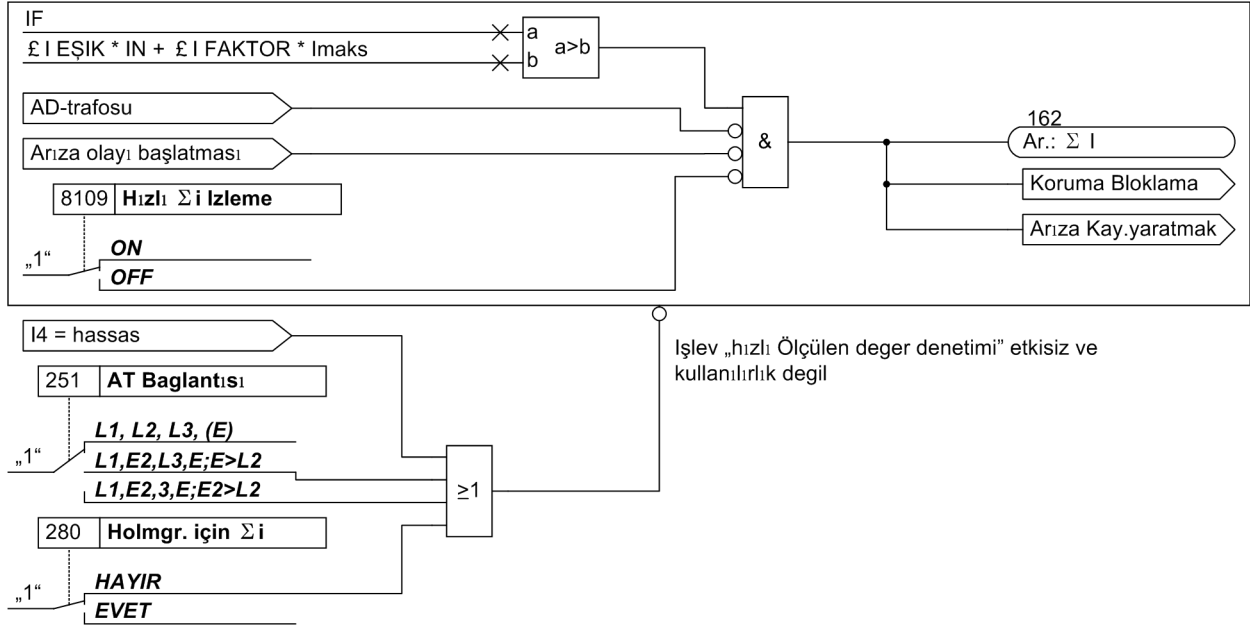 IF
£ I EŞIK * IN + £ I FAKTOR * Imaks
a
b
a>b
AD-trafosu
Arıza olayı başlatması
&
162
Ar.: Σ I
Koruma Bloklama
Arıza Kay.yaratmak
8109 Hızlı Σi Izleme
„1“
ON
OFF
I4 = hassas
Işlev „hızlı Ölçülen deger denetimi” etkisiz ve
kullanılırlık degil
251 AT Baglantısı
„1“
L1, L2, L3, (E)
L1,E2,L3,E;E>L2
L1,E2,3,E;E2>L2
≥1
280 Holmgr. için Σi
„1“
HAYIR
EVET